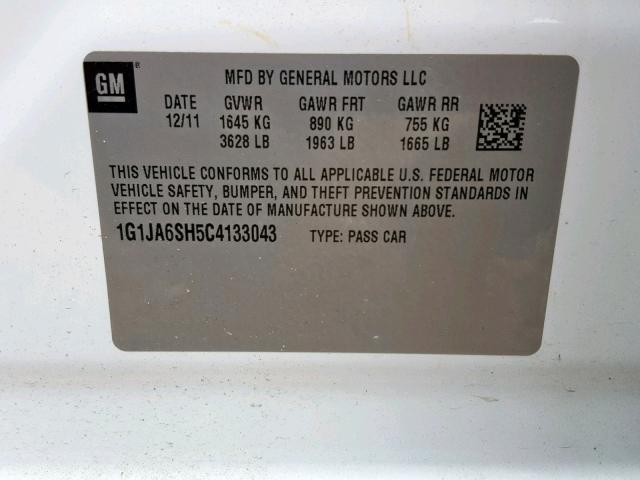 GM
MFD BY GENERAL MOTORS LLC
DATE GVWR GAWR FRT GAWR RR
12/11 1645 KG 890 KG 755 KG
3628 LB 1963 LB 1665 LB
THIS VEHICLE CONFORMS TO ALL APPLICABLE U.S. FEDERAL MOTOR
VEHICLE SAFETY, BUMPER, AND THEFT PREVENTION STANDARDS IN
EFFECT ON THE DATE OF MANUFACTURE SHOWN ABOVE.
1G1JA6SH5C4133043 TYPE: PASS CAR